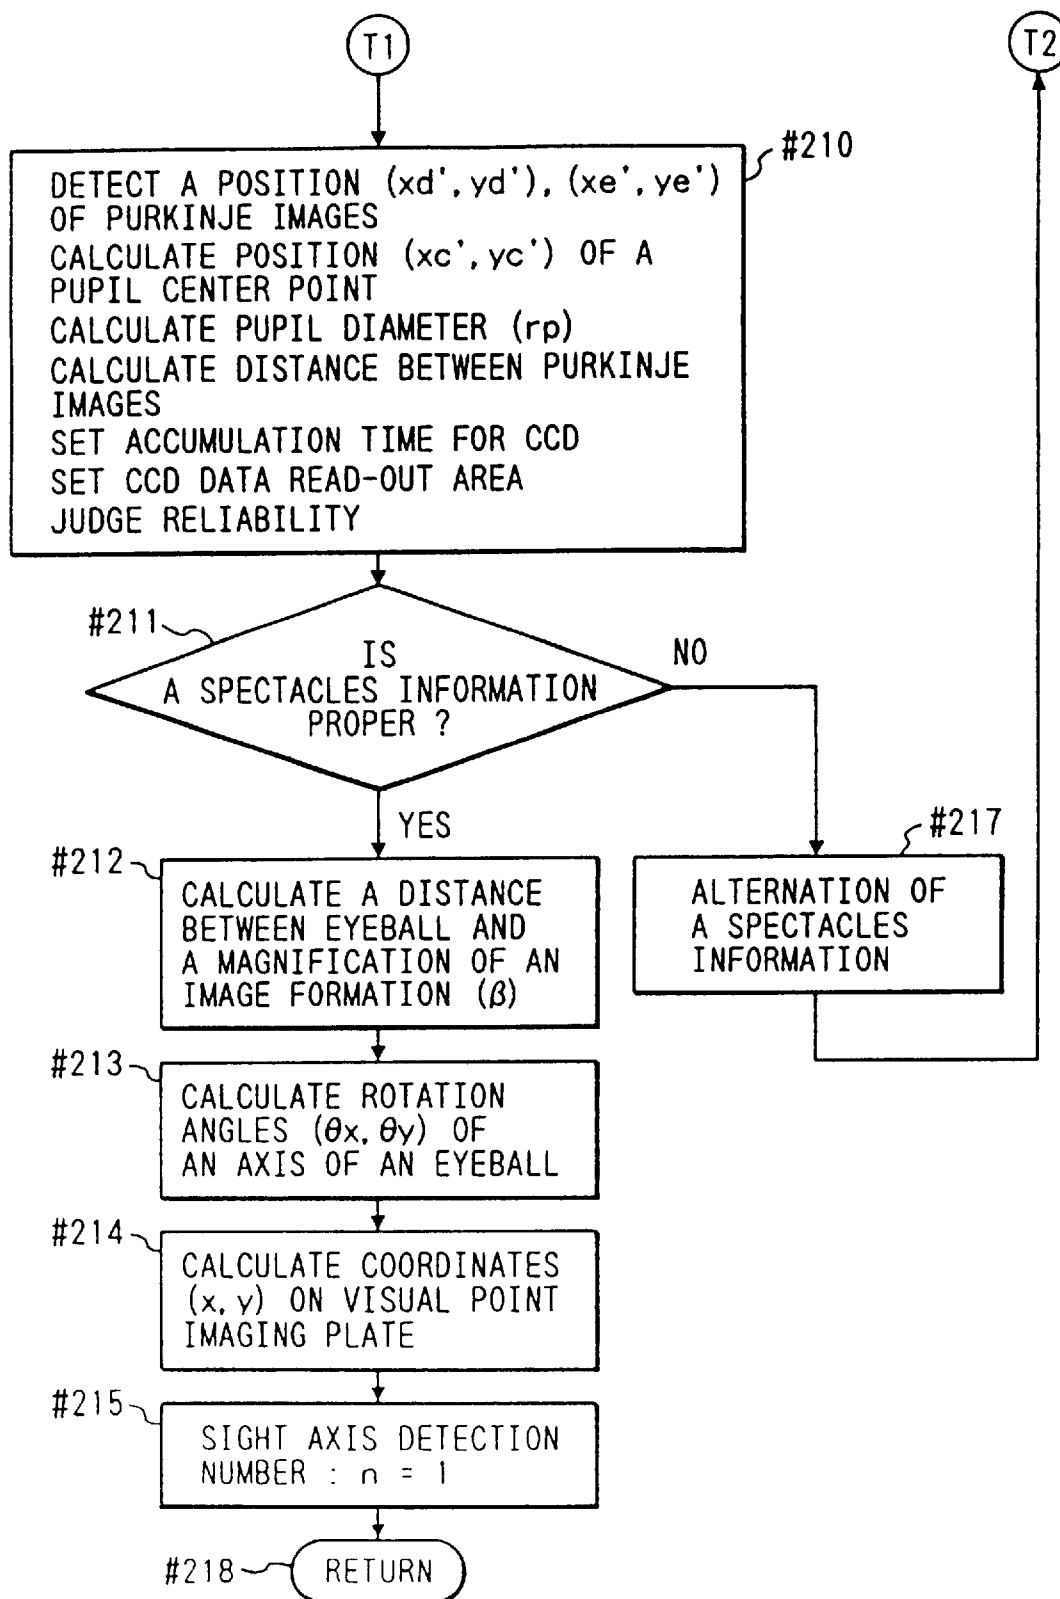 T1
T2
#210
DETECT A POSITION (xd', yd'), (xe', ye')
OF PURKINJE IMAGES
CALCULATE POSITION (xc', yc') OF A
PUPIL CENTER POINT
CALCULATE PUPIL DIAMETER (rp)
CALCULATE DISTANCE BETWEEN PURKINJE
IMAGES
SET ACCUMULATION TIME FOR CCD
SET CCD DATA READ-OUT AREA
JUDGE RELIABILITY
#211
IS
A SPECTACLES INFORMATION
PROPER ?
NO
YES
#217
ALTERNATION OF
A SPECTACLES
INFORMATION
#212
CALCULATE A DISTANCE
BETWEEN EYEBALL AND
A MAGNIFICATION OF AN
IMAGE FORMATION (β)
#213
CALCULATE ROTATION
ANGLES (θx, θy) OF
AN AXIS OF AN EYEBALL
#214
CALCULATE COORDINATES
(x, y) ON VISUAL POINT
IMAGING PLATE
#215
SIGHT AXIS DETECTION
NUMBER : n = 1
#218
RETURN